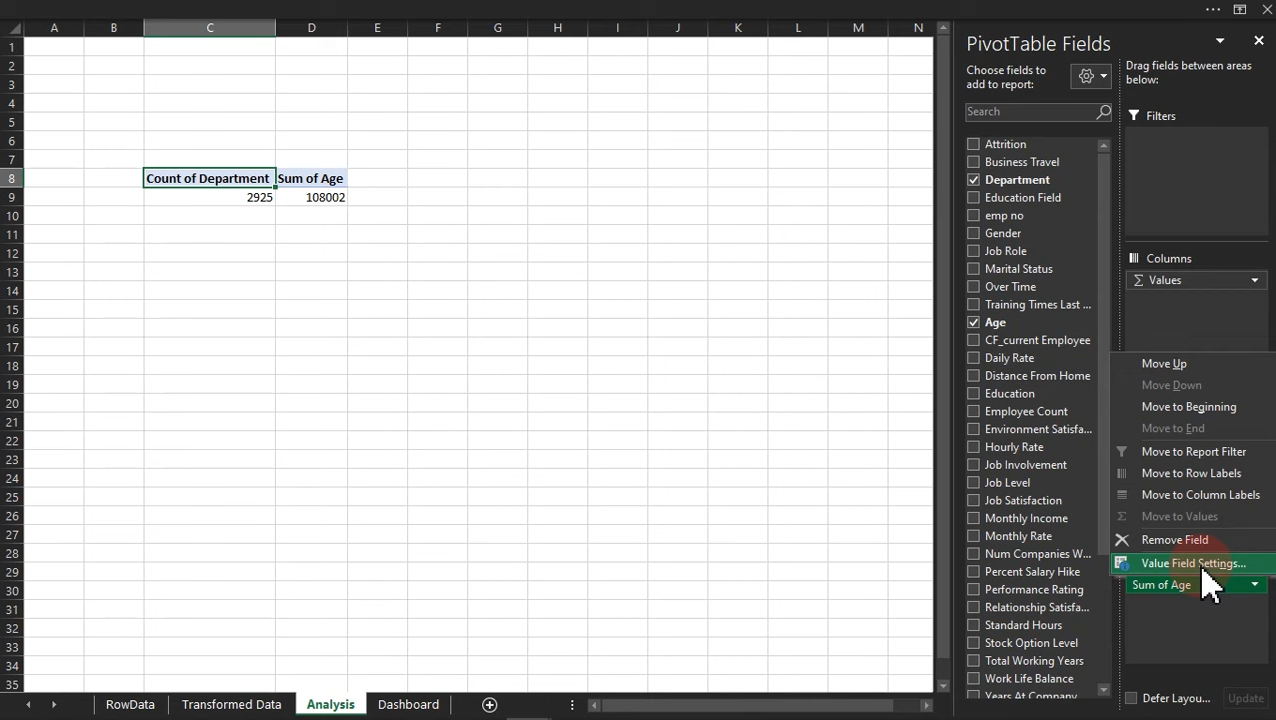 A B C D E F G H I J K L M N
PivotTable Fields
Choose fields to
add to report:
Search
Drag fields between areas
below:
Filters
Columns
Values
1
2
3
4
5
6
7
8 Count of Department Sum of Age
9 2925 108002
10
11
12
13
14
15
16
17
18
19
20
21
22
23
24
25
26
27
28
29
30
31
32
33
34
35
Attrition
Business Travel
Department
Education Field
emp no
Gender
Job Role
Marital Status
Over Time
Training Times Last ...
Age
CF_current Employee
Daily Rate
Distance From Home
Education
Employee Count
Environment Satisfa...
Hourly Rate
Job Involvement
Job Level
Job Satisfaction
Monthly Income
Monthly Rate
Num Companies W...
Percent Salary Hike
Performance Rating
Relationship Satisfa...
Standard Hours
Stock Option Level
Total Working Years
Work Life Balance
Years At Company
Move Up
Move Down
Move to Beginning
Move to End
Move to Report Filter
Move to Row Labels
Move to Column Labels
Move to Values
Remove Field
Value Field Settings...
Sum of Age
Defer Layou... Update
RowData Transformed Data Analysis Dashboard